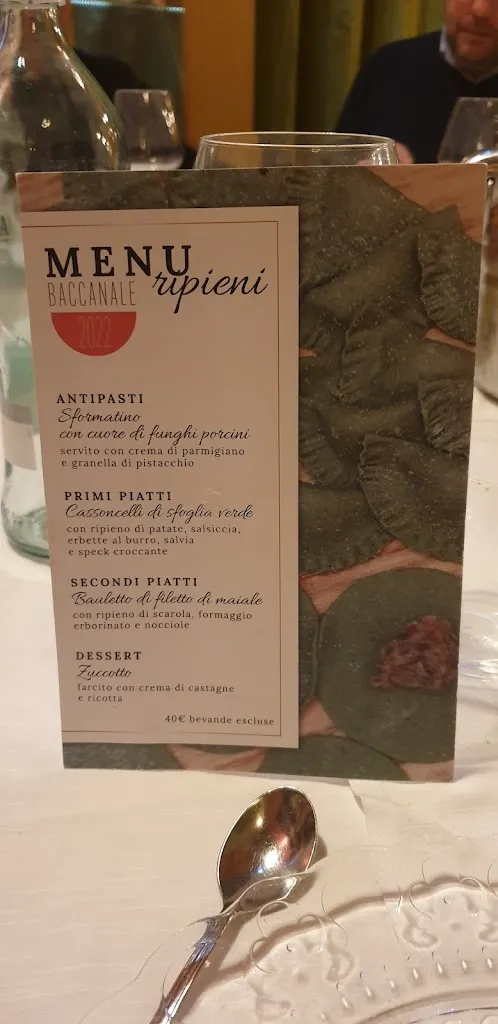 MENU
ripieni
BACCANALE
2022
ANTIPASTI
Sformatino
con cuore di funghi porcini
servito con crema di parmigiano
e granella di pistacchio
PRIMI PIATTI
Cassoncelli di sfoglia verde
con ripieno di patate, salsiccia,
erbette al burro, salvia
e speck croccante
SECONDI PIATTI
Bauletto di filetto di maiale
con ripieno di scarola, formaggio
erborinato e nocciole
DESSERT
Zuccotto
farcito con crema di castagne
e ricotta
40€ bevande escluse